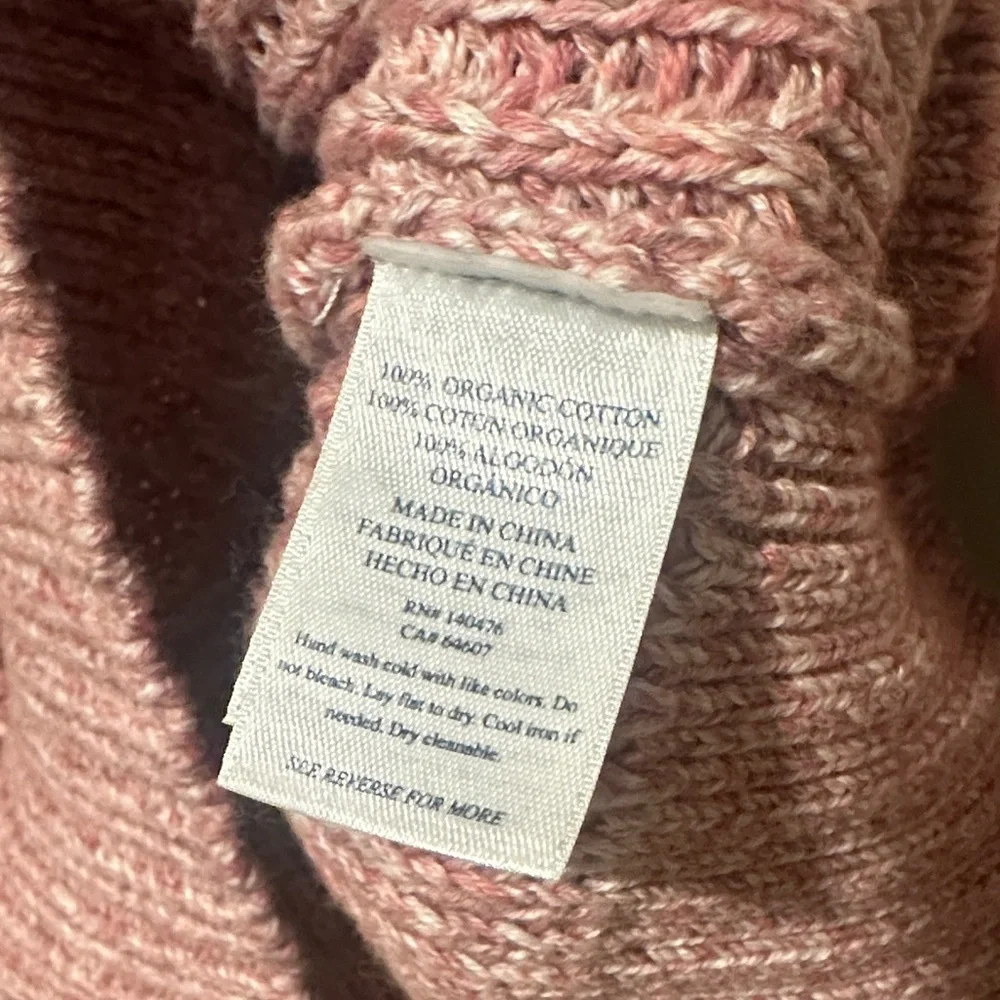 100% ORGANIC COTTON
100% COTON ORGANIQUE
100% ALGODÓN
ORGÁNICO
MADE IN CHINA
FABRIQUÉ EN CHINE
HECHO EN CHINA
RN# 140476
CA# 64607
Hand wash cold with like colors. Do
not bleach. Lay flat to dry. Cool iron if
needed. Dry cleanable.
SEE REVERSE FOR MORE